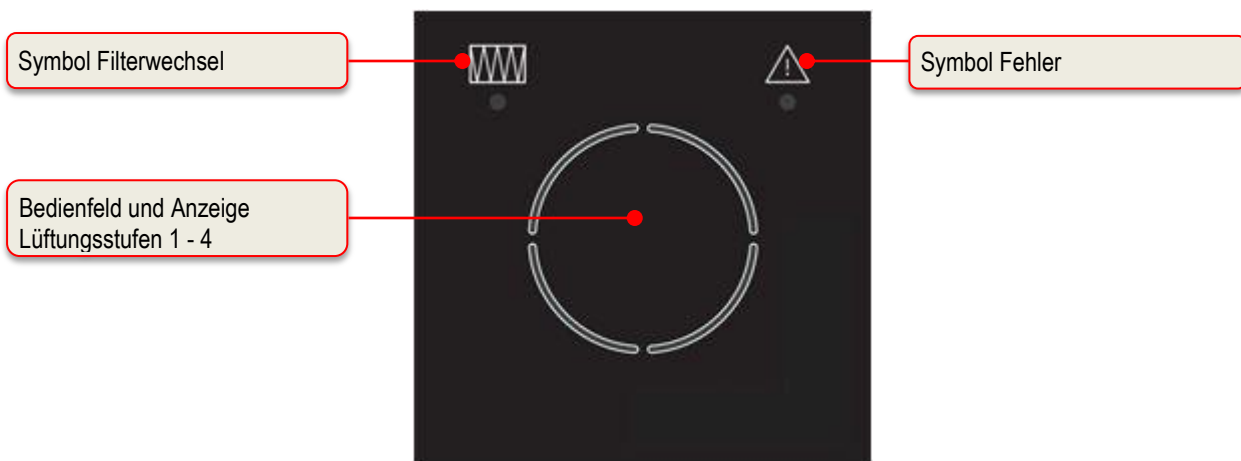 Symbol Filterwechsel
Symbol Fehler
Bedienfeld und Anzeige
Lüftungsstufen 1 - 4